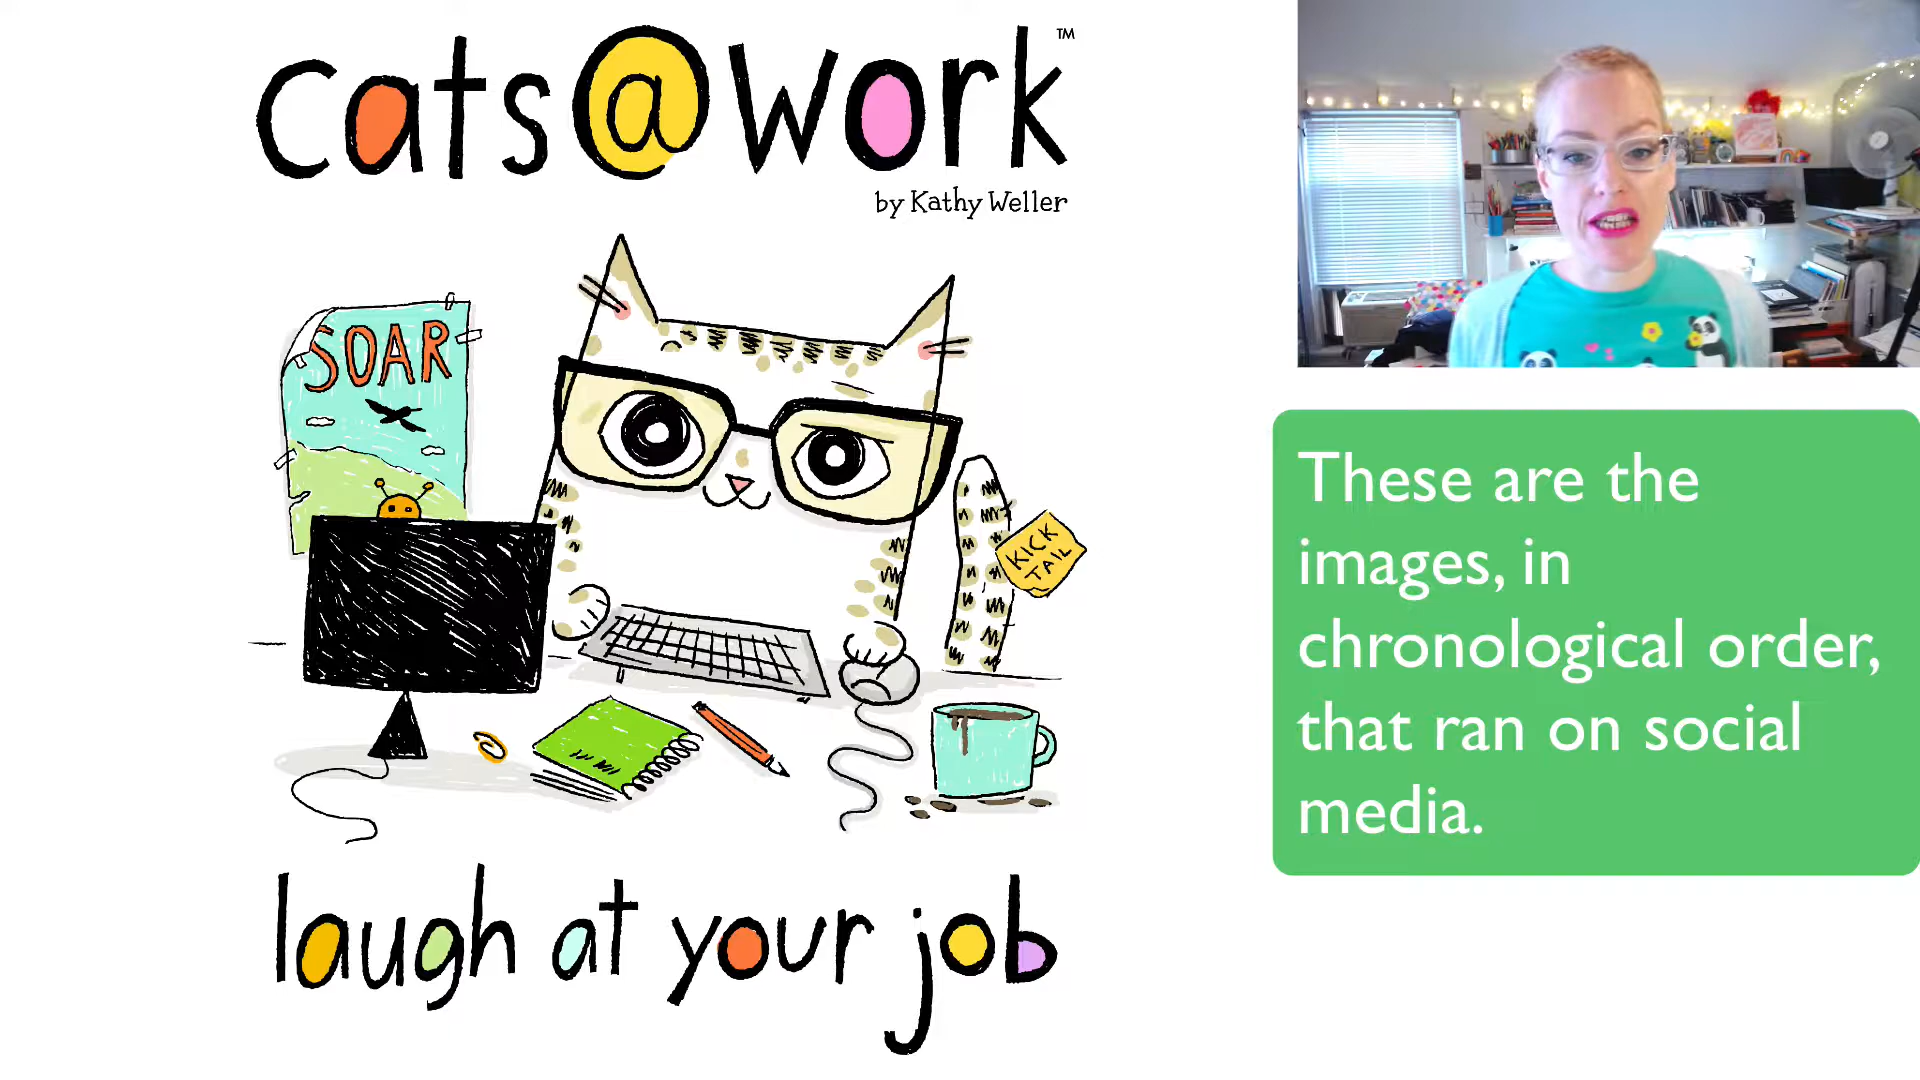 cats@work™
by Kathy Weller
SOAR
KICK
TAIL
laugh at your job
These are the
images, in
chronological order,
that ran on social
media.